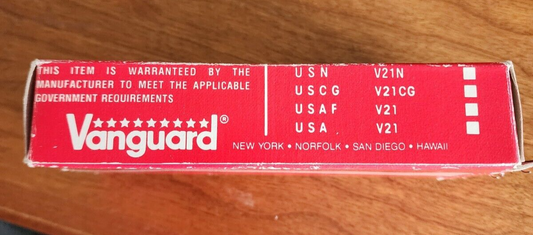 THIS ITEM IS WARRANTEED BY THE
MANUFACTURER TO MEET THE APPLICABLE
GOVERNMENT REQUIREMENTS
Vanguard®
USN V21N
USCG V21CG
USAF V21
USA V21
NEW YORK • NORFOLK • SAN DIEGO • HAWAII